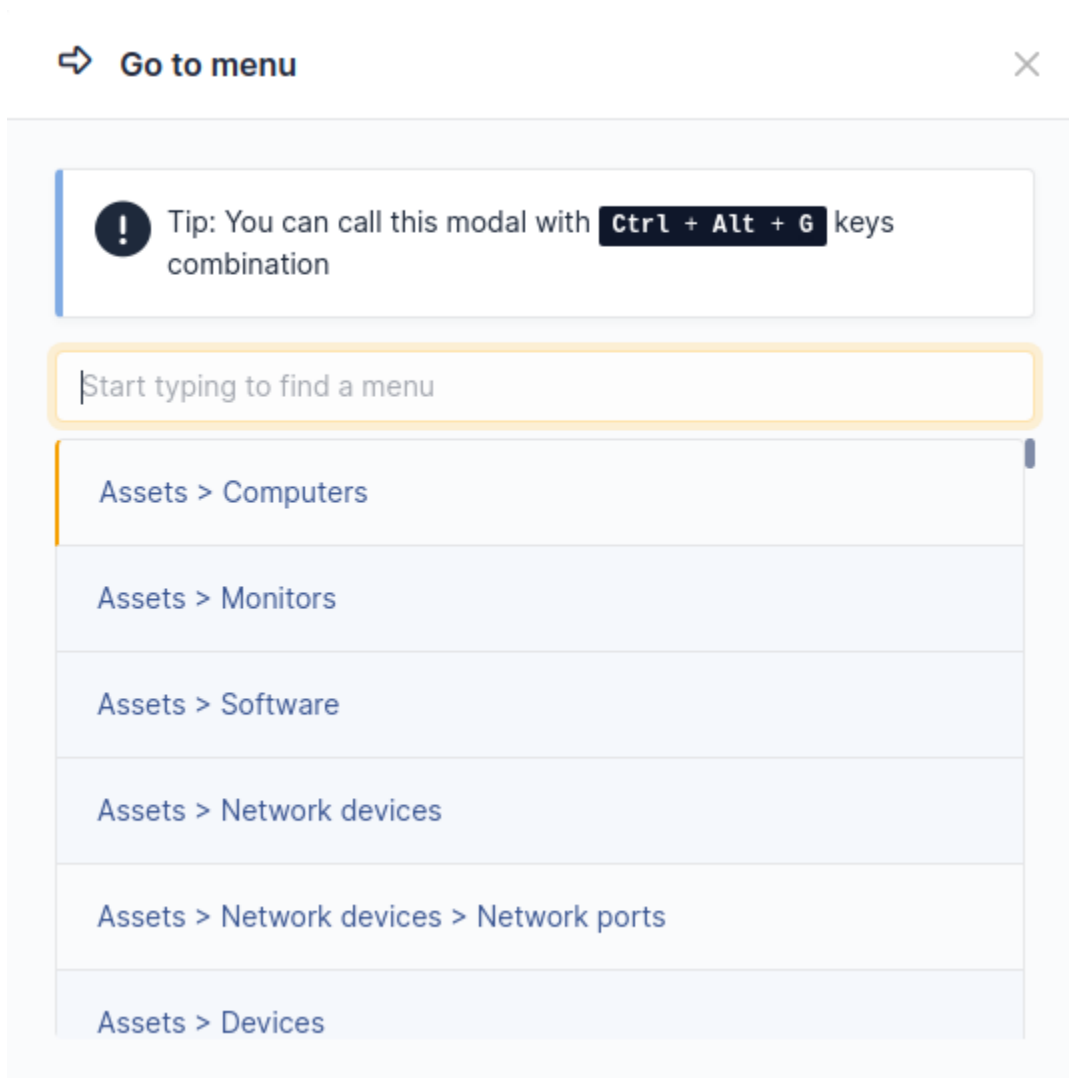 Go to menu
Tip: You can call this modal with Ctrl + Alt + G keys
combination
Start typing to find a menu
Assets > Computers
Assets > Monitors
Assets > Software
Assets > Network devices
Assets > Network devices > Network ports
Assets > Devices